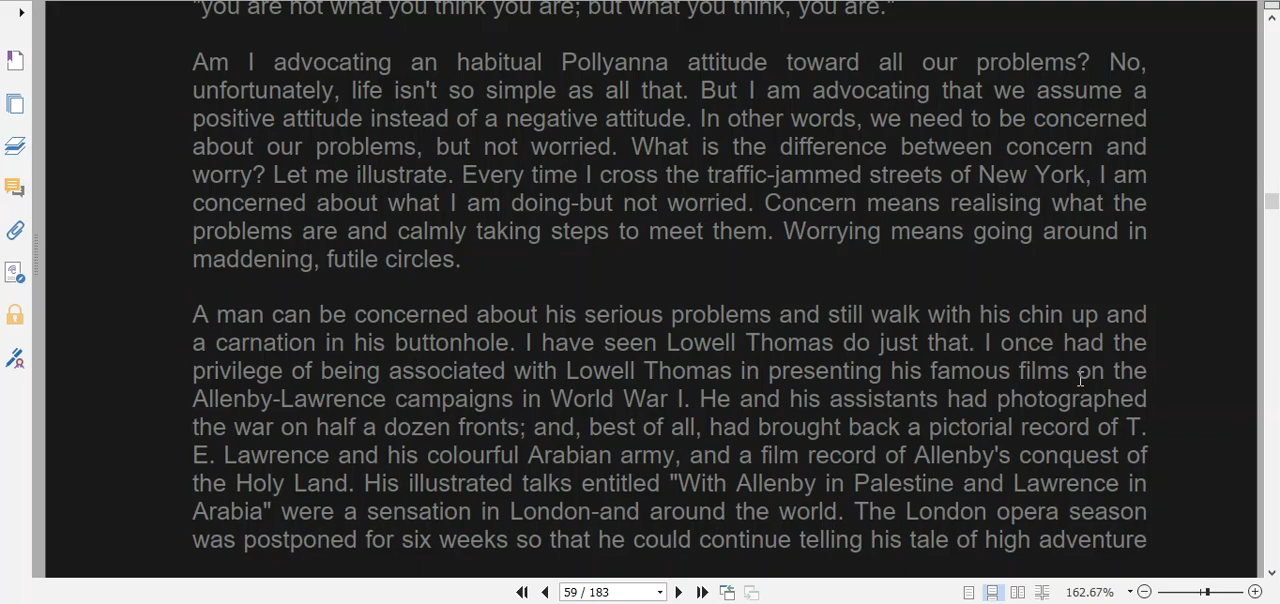 "you are not what you think you are; but what you think, you are."
Am I advocating an habitual Pollyanna attitude toward all our problems? No,
unfortunately, life isn't so simple as all that. But I am advocating that we assume a
positive attitude instead of a negative attitude. In other words, we need to be concerned
about our problems, but not worried. What is the difference between concern and
worry? Let me illustrate. Every time I cross the traffic-jammed streets of New York, I am
concerned about what I am doing-but not worried. Concern means realising what the
problems are and calmly taking steps to meet them. Worrying means going around in
maddening, futile circles.
A man can be concerned about his serious problems and still walk with his chin up and
a carnation in his buttonhole. I have seen Lowell Thomas do just that. I once had the
privilege of being associated with Lowell Thomas in presenting his famous films on the
Allenby-Lawrence campaigns in World War I. He and his assistants had photographed
the war on half a dozen fronts; and, best of all, had brought back a pictorial record of T.
E. Lawrence and his colourful Arabian army, and a film record of Allenby's conquest of
the Holy Land. His illustrated talks entitled "With Allenby in Palestine and Lawrence in
Arabia" were a sensation in London-and around the world. The London opera season
was postponed for six weeks so that he could continue telling his tale of high adventure
59 / 183
162.67%